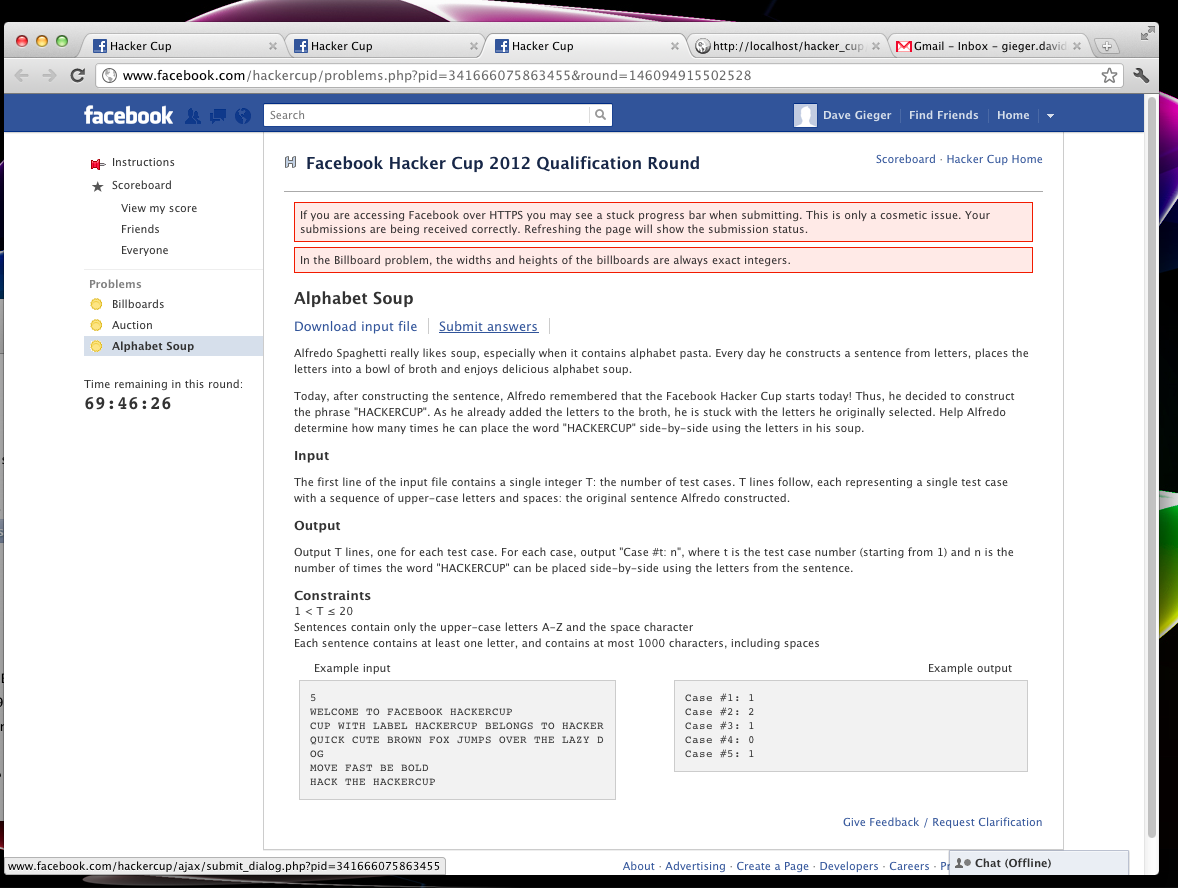 Hacker Cup
Hacker Cup
Hacker Cup
http://localhost/hacker_cup
Gmail - Inbox - gieger.david
www.facebook.com/hackercup/problems.php?pid=341666075863455&round=146094915502528
facebook
Search
Dave Gieger
Find Friends
Home
Instructions
Scoreboard
View my score
Friends
Everyone
Problems
Billboards
Auction
Alphabet Soup
Time remaining in this round:
69:46:26
Facebook Hacker Cup 2012 Qualification Round
Scoreboard · Hacker Cup Home
If you are accessing Facebook over HTTPS you may see a stuck progress bar when submitting. This is only a cosmetic issue. Your
submissions are being received correctly. Refreshing the page will show the submission status.
In the Billboard problem, the widths and heights of the billboards are always exact integers.
Alphabet Soup
Download input file
Submit answers
Alfredo Spaghetti really likes soup, especially when it contains alphabet pasta. Every day he constructs a sentence from letters, places the
letters into a bowl of broth and enjoys delicious alphabet soup.
Today, after constructing the sentence, Alfredo remembered that the Facebook Hacker Cup starts today! Thus, he decided to construct
the phrase "HACKERCUP". As he already added the letters to the broth, he is stuck with the letters he originally selected. Help Alfredo
determine how many times he can place the word "HACKERCUP" side-by-side using the letters in his soup.
Input
The first line of the input file contains a single integer T: the number of test cases. T lines follow, each representing a single test case
with a sequence of upper-case letters and spaces: the original sentence Alfredo constructed.
Output
Output T lines, one for each test case. For each case, output "Case #t: n", where t is the test case number (starting from 1) and n is the
number of times the word "HACKERCUP" can be placed side-by-side using the letters from the sentence.
Constraints
1 < T ≤ 20
Sentences contain only the upper-case letters A-Z and the space character
Each sentence contains at least one letter, and contains at most 1000 characters, including spaces
Example input
5
WELCOME TO FACEBOOK HACKERCUP
CUP WITH LABEL HACKERCUP BELONGS TO HACKER
QUICK CUTE BROWN FOX JUMPS OVER THE LAZY D
OG
MOVE FAST BE BOLD
HACK THE HACKERCUP
Example output
Case #1: 1
Case #2: 2
Case #3: 1
Case #4: 0
Case #5: 1
Give Feedback / Request Clarification
www.facebook.com/hackercup/ajax/submit_dialog.php?pid=341666075863455
About · Advertising · Create a Page · Developers · Careers ·
Chat (Offline)